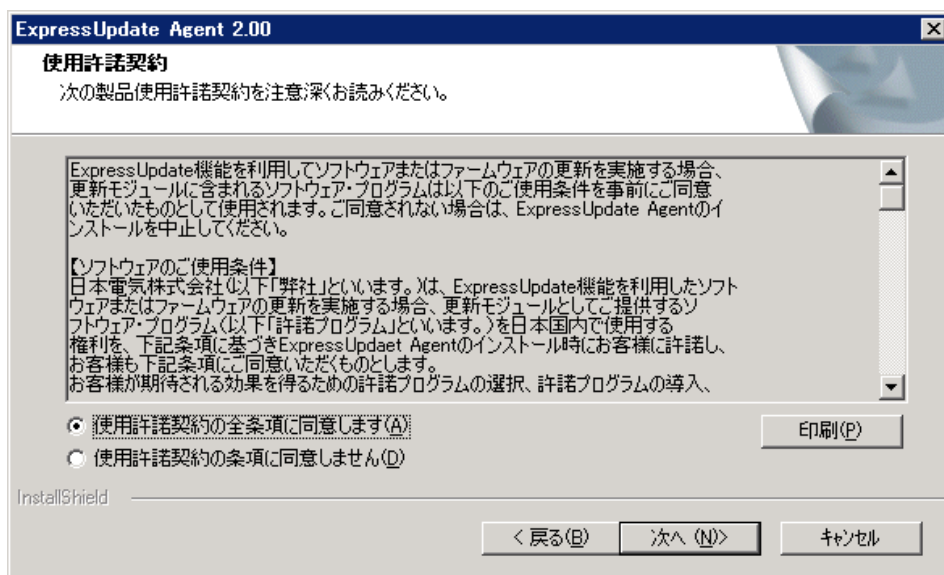 ExpressUpdate Agent 2.00
使用許諾契約
次の製品使用許諾契約を注意深くお読みください。
ExpressUpdate機能を利用してソフトウェアまたはファームウェアの更新を実施する場合、
更新モジュールに含まれるソフトウェア・プログラムは以下のご使用条件を事前にご同意
いただいたものとして使用されます。ご同意されない場合は、ExpressUpdate Agentのイ
ンストールを中止してください。
【ソフトウェアのご使用条件】
日本電気株式会社(以下「弊社」といいます。)は、ExpressUpdate機能を利用したソフト
ウェアまたはファームウェアの更新を実施する場合、更新モジュールとしてご提供するソ
フトウェア・プログラム(以下「許諾プログラム」といいます。)を日本国内で使用する
権利を、下記条項に基づきExpressUpdaet Agentのインストール時にお客様に許諾し、
お客様も下記条項にご同意いただくものとします。
お客様が期待される効果を得るための許諾プログラムの選択、許諾プログラムの導入、
使用許諾契約の全条項に同意します(A)
印刷(P)
使用許諾契約の条項に同意しません(D)
InstallShield
< 戻る(B)
次へ (N)>
キャンセル